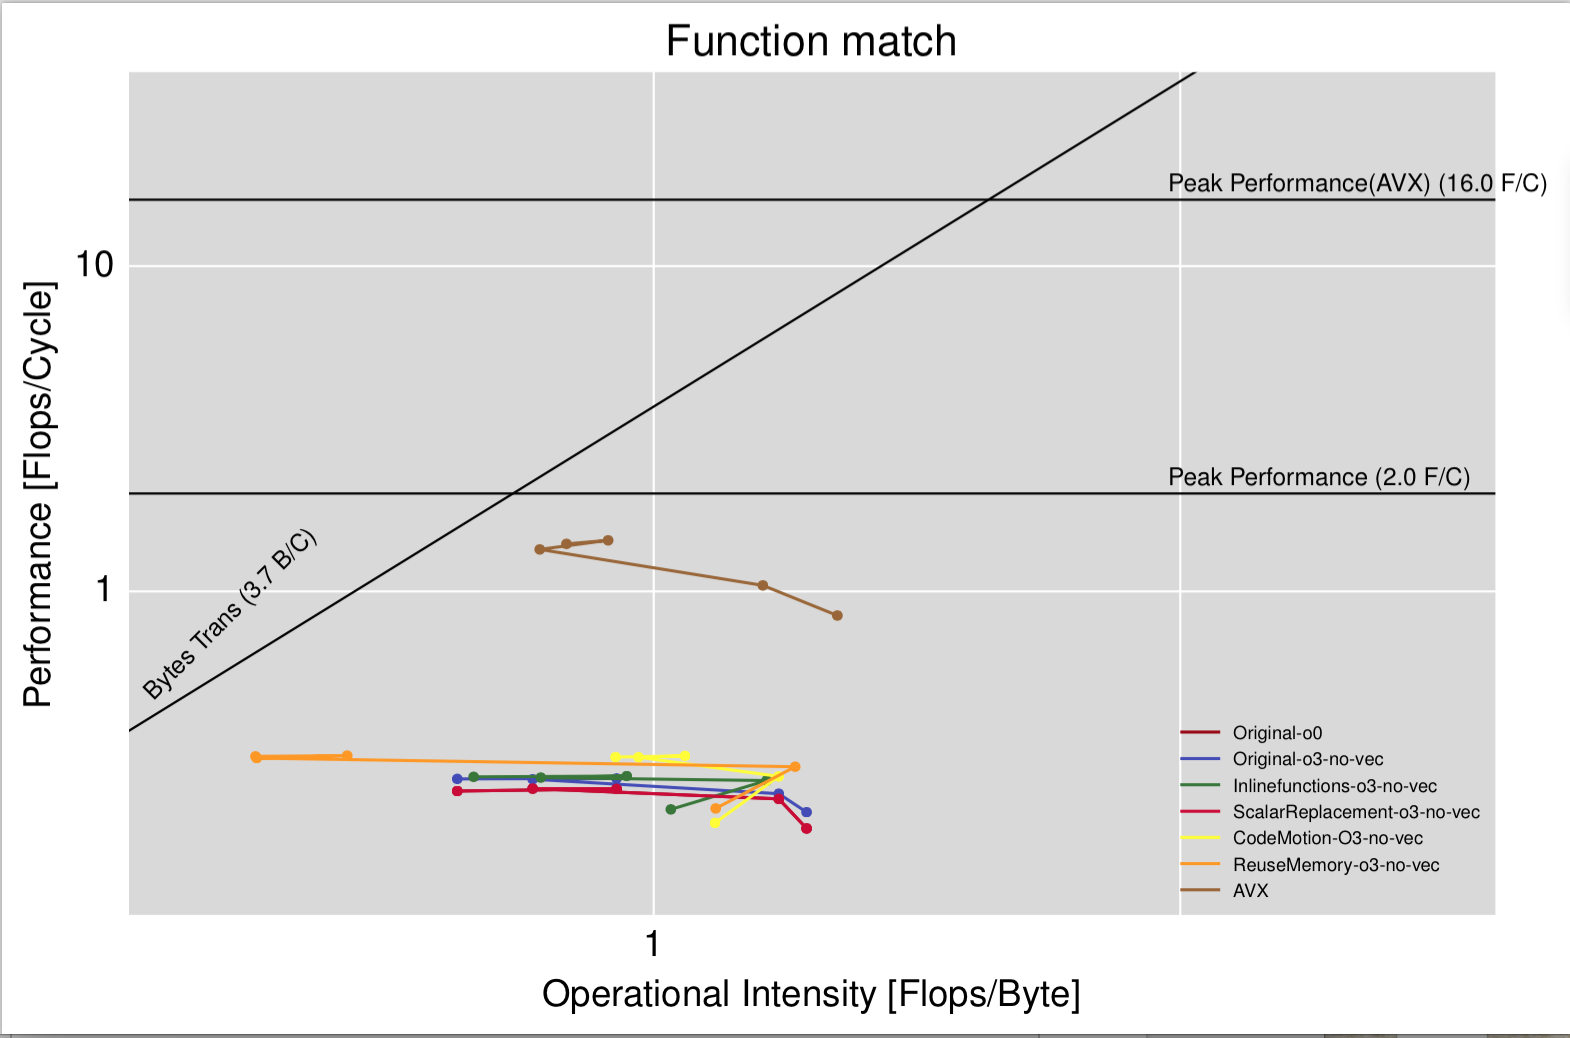 Function match
Peak Performance(AVX) (16.0 F/C)
10
Peak Performance (2.0 F/C)
Performance [Flops/Cycle]
Bytes Trans (3.7 B/C)
1
Original-o0
Original-o3-no-vec
Inlinefunctions-o3-no-vec
ScalarReplacement-o3-no-vec
CodeMotion-O3-no-vec
ReuseMemory-o3-no-vec
AVX
1
Operational Intensity [Flops/Byte]